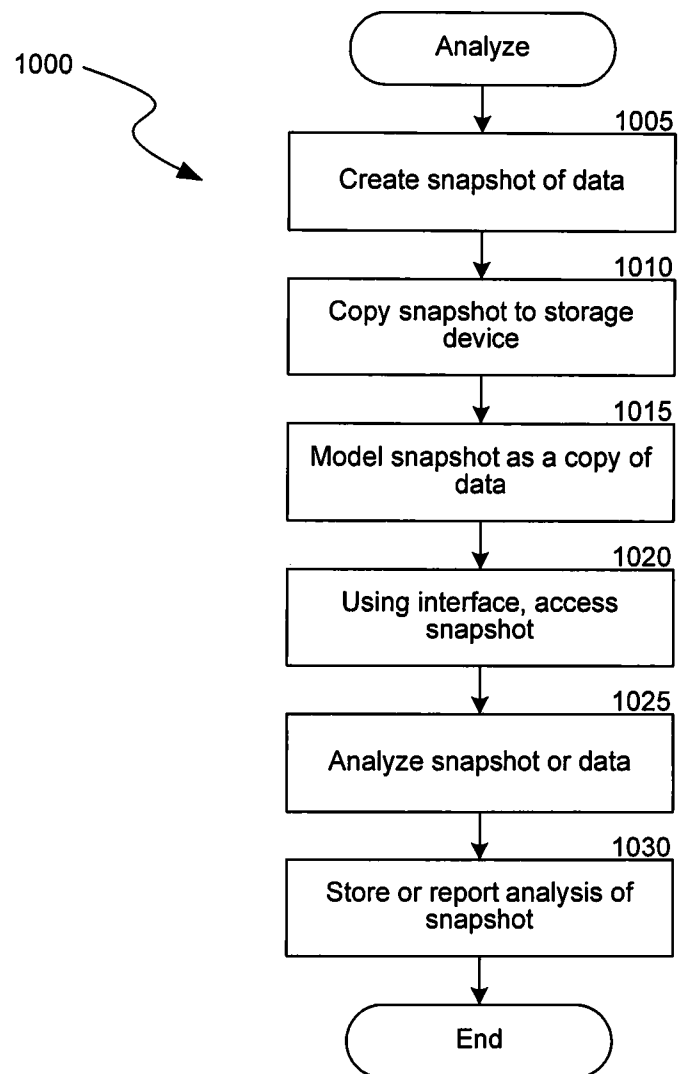 Analyze
1000
1005
Create snapshot of data
1010
Copy snapshot to storage
device
1015
Model snapshot as a copy of
data
1020
Using interface, access
snapshot
1025
Analyze snapshot or data
1030
Store or report analysis of
snapshot
End